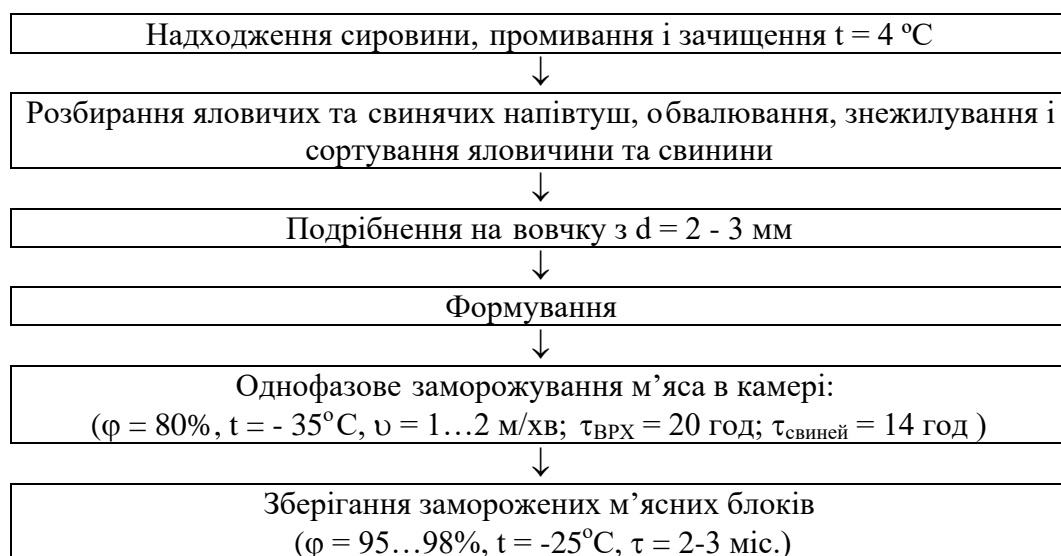 Надходження сировини, промивання і зачищення t = 4 ºС
↓
Розбирання яловичих та свинячих напівтуш, обвалювання, знежилування і
сортування яловичини та свинини
↓
Подрібнення на вовчку з d = 2 - 3 мм
↓
Формування
↓
Однофазове заморожування м’яса в камері:
(φ = 80%, t = - 35°С, υ = 1…2 м/хв; τВРХ = 20 год; τсвиней = 14 год )
↓
Зберігання заморожених м’ясних блоків
(φ = 95…98%, t = -25°С, τ = 2-3 міс.)